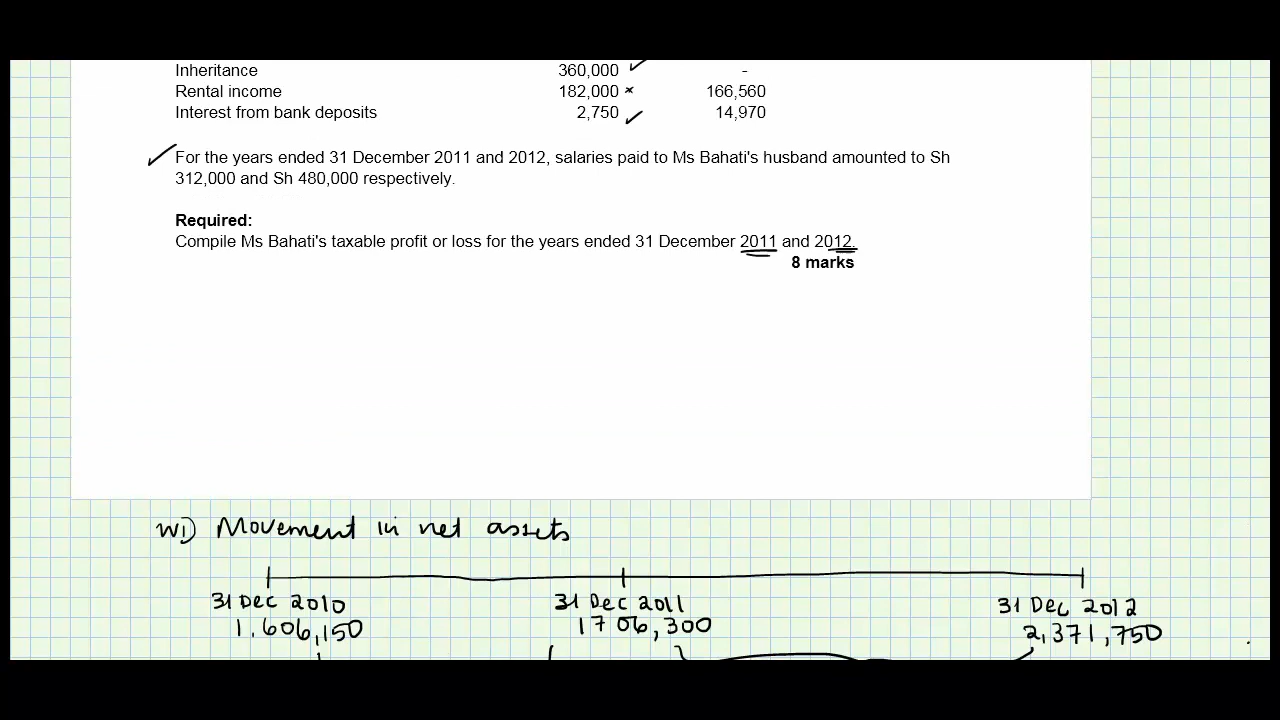 Inheritance 360,000 -
Rental income 182,000 166,560
Interest from bank deposits 2,750 14,970
For the years ended 31 December 2011 and 2012, salaries paid to Ms Bahati's husband amounted to Sh
312,000 and Sh 480,000 respectively.
Required:
Compile Ms Bahati's taxable profit or loss for the years ended 31 December 2011 and 2012.
8 marks
W1) Movement in net assets
31 Dec 2010 31 Dec 2011 31 Dec 2012
1,606,150 1706,300 2,371,750